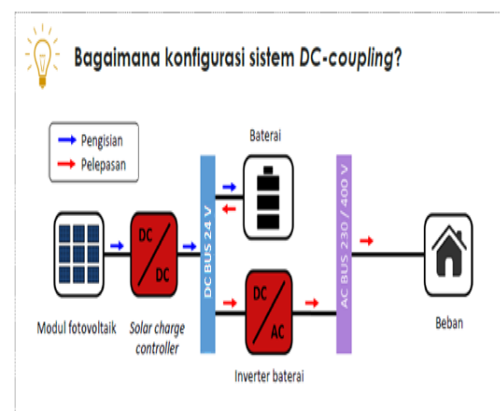 Bagaimana konfigurasi sistem DC-coupling?
Pengisian
Pelepasan
Baterai
DC BUS 24 V
AC BUS 230 / 400 V
DC
DC
DC
AC
Modul fotovoltaik
Solar charge
controller
Inverter baterai
Beban